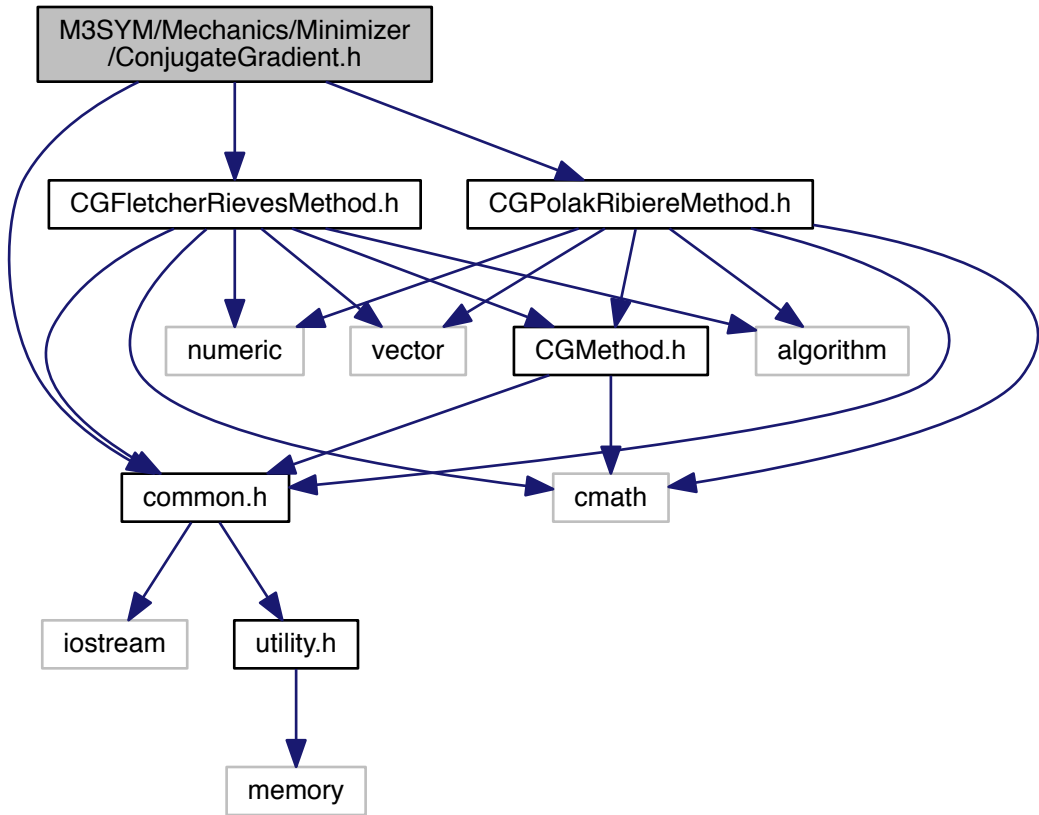 M3SYM/Mechanics/Minimizer
/ConjugateGradient.h
CGFletcherRievesMethod.h
CGPolakRibiereMethod.h
numeric
vector
CGMethod.h
algorithm
common.h
cmath
iostream
utility.h
memory